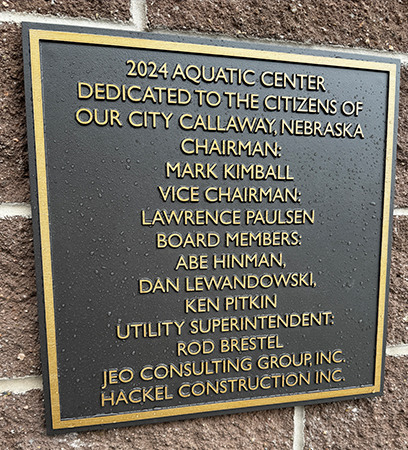 2024 AQUATIC CENTER
DEDICATED TO THE CITIZENS OF
OUR CITY CALLAWAY, NEBRASKA
CHAIRMAN:
MARK KIMBALL
VICE CHAIRMAN:
LAWRENCE PAULSEN
BOARD MEMBERS:
ABE HINMAN,
DAN LEWANDOWSKI,
KEN PITKIN
UTILITY SUPERINTENDENT:
ROD BRESTEL
JEO CONSULTING GROUP, INC.
HACKEL CONSTRUCTION INC.